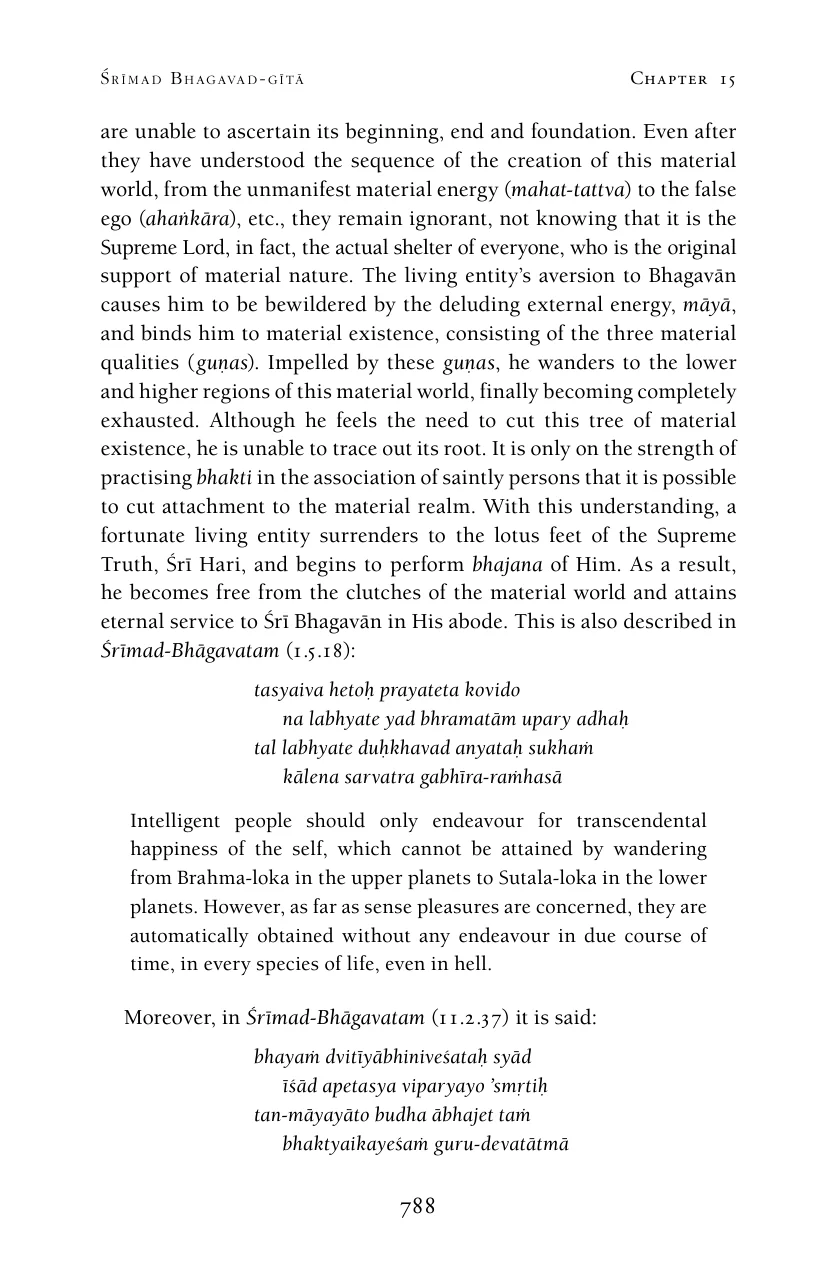 Śrīmad Bhagavad-gītā Chapter 15
are unable to ascertain its beginning, end and foundation. Even after
they have understood the sequence of the creation of this material
world, from the unmanifest material energy (mahat-tattva) to the false
ego (ahaṅkāra), etc., they remain ignorant, not knowing that it is the
Supreme Lord, in fact, the actual shelter of everyone, who is the original
support of material nature. The living entity’s aversion to Bhagavān
causes him to be bewildered by the deluding external energy, māyā,
and binds him to material existence, consisting of the three material
qualities (guṇas). Impelled by these guṇas, he wanders to the lower
and higher regions of this material world, finally becoming completely
exhausted. Although he feels the need to cut this tree of material
existence, he is unable to trace out its root. It is only on the strength of
practising bhakti in the association of saintly persons that it is possible
to cut attachment to the material realm. With this understanding, a
fortunate living entity surrenders to the lotus feet of the Supreme
Truth, Śrī Hari, and begins to perform bhajana of Him. As a result,
he becomes free from the clutches of the material world and attains
eternal service to Śrī Bhagavān in His abode. This is also described in
Śrīmad-Bhāgavatam (1.5.18):
tasyaiva hetoḥ prayateta kovido
na labhyate yad bhramatām upary adhaḥ
tal labhyate duḥkhavad anyataḥ sukhaṁ
kālena sarvatra gabhīra-raṁhasā
Intelligent people should only endeavour for transcendental
happiness of the self, which cannot be attained by wandering
from Brahma-loka in the upper planets to Sutala-loka in the lower
planets. However, as far as sense pleasures are concerned, they are
automatically obtained without any endeavour in due course of
time, in every species of life, even in hell.
Moreover, in Śrīmad-Bhāgavatam (11.2.37) it is said:
bhayaṁ dvitīyābhiniveśataḥ syād
īśād apetasya viparyayo ’smṛtiḥ
tan-māyayāto budha ābhajet taṁ
bhaktyaikayeśaṁ guru-devatātmā
788